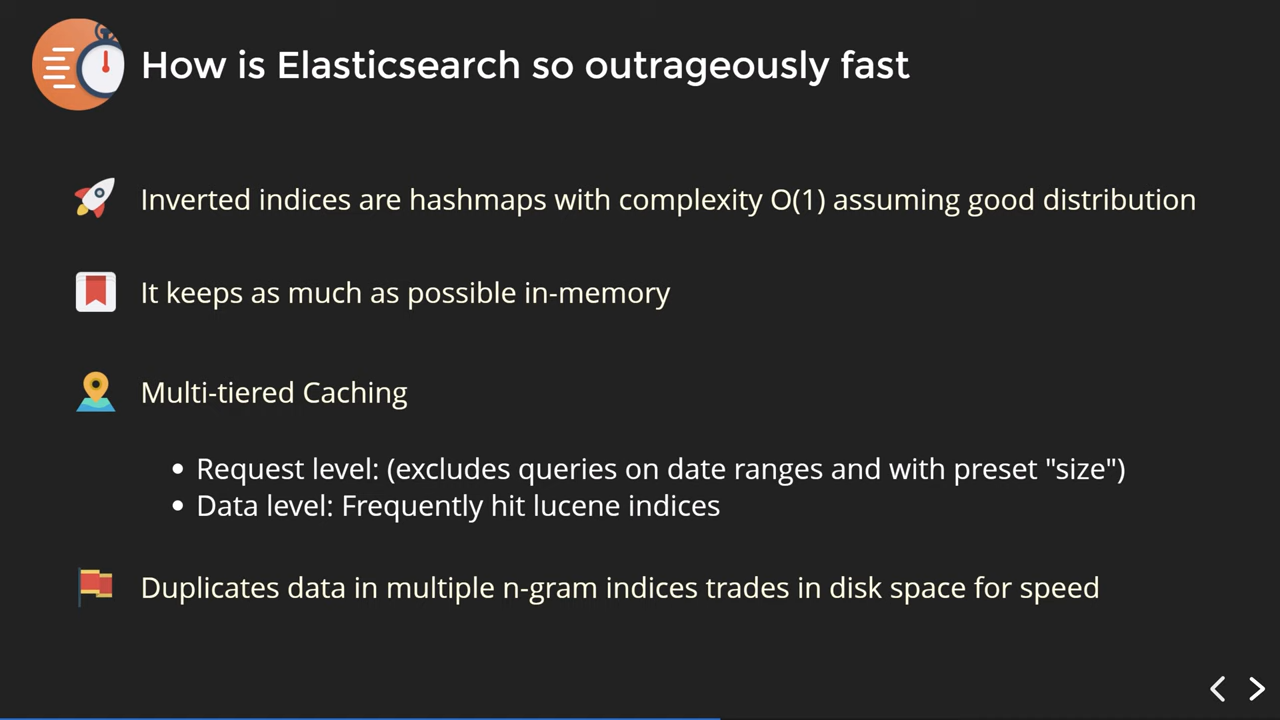 How is Elasticsearch so outrageously fast
Inverted indices are hashmaps with complexity O(1) assuming good distribution
It keeps as much as possible in-memory
Multi-tiered Caching
• Request level: (excludes queries on date ranges and with preset "size")
• Data level: Frequently hit lucene indices
Duplicates data in multiple n-gram indices trades in disk space for speed